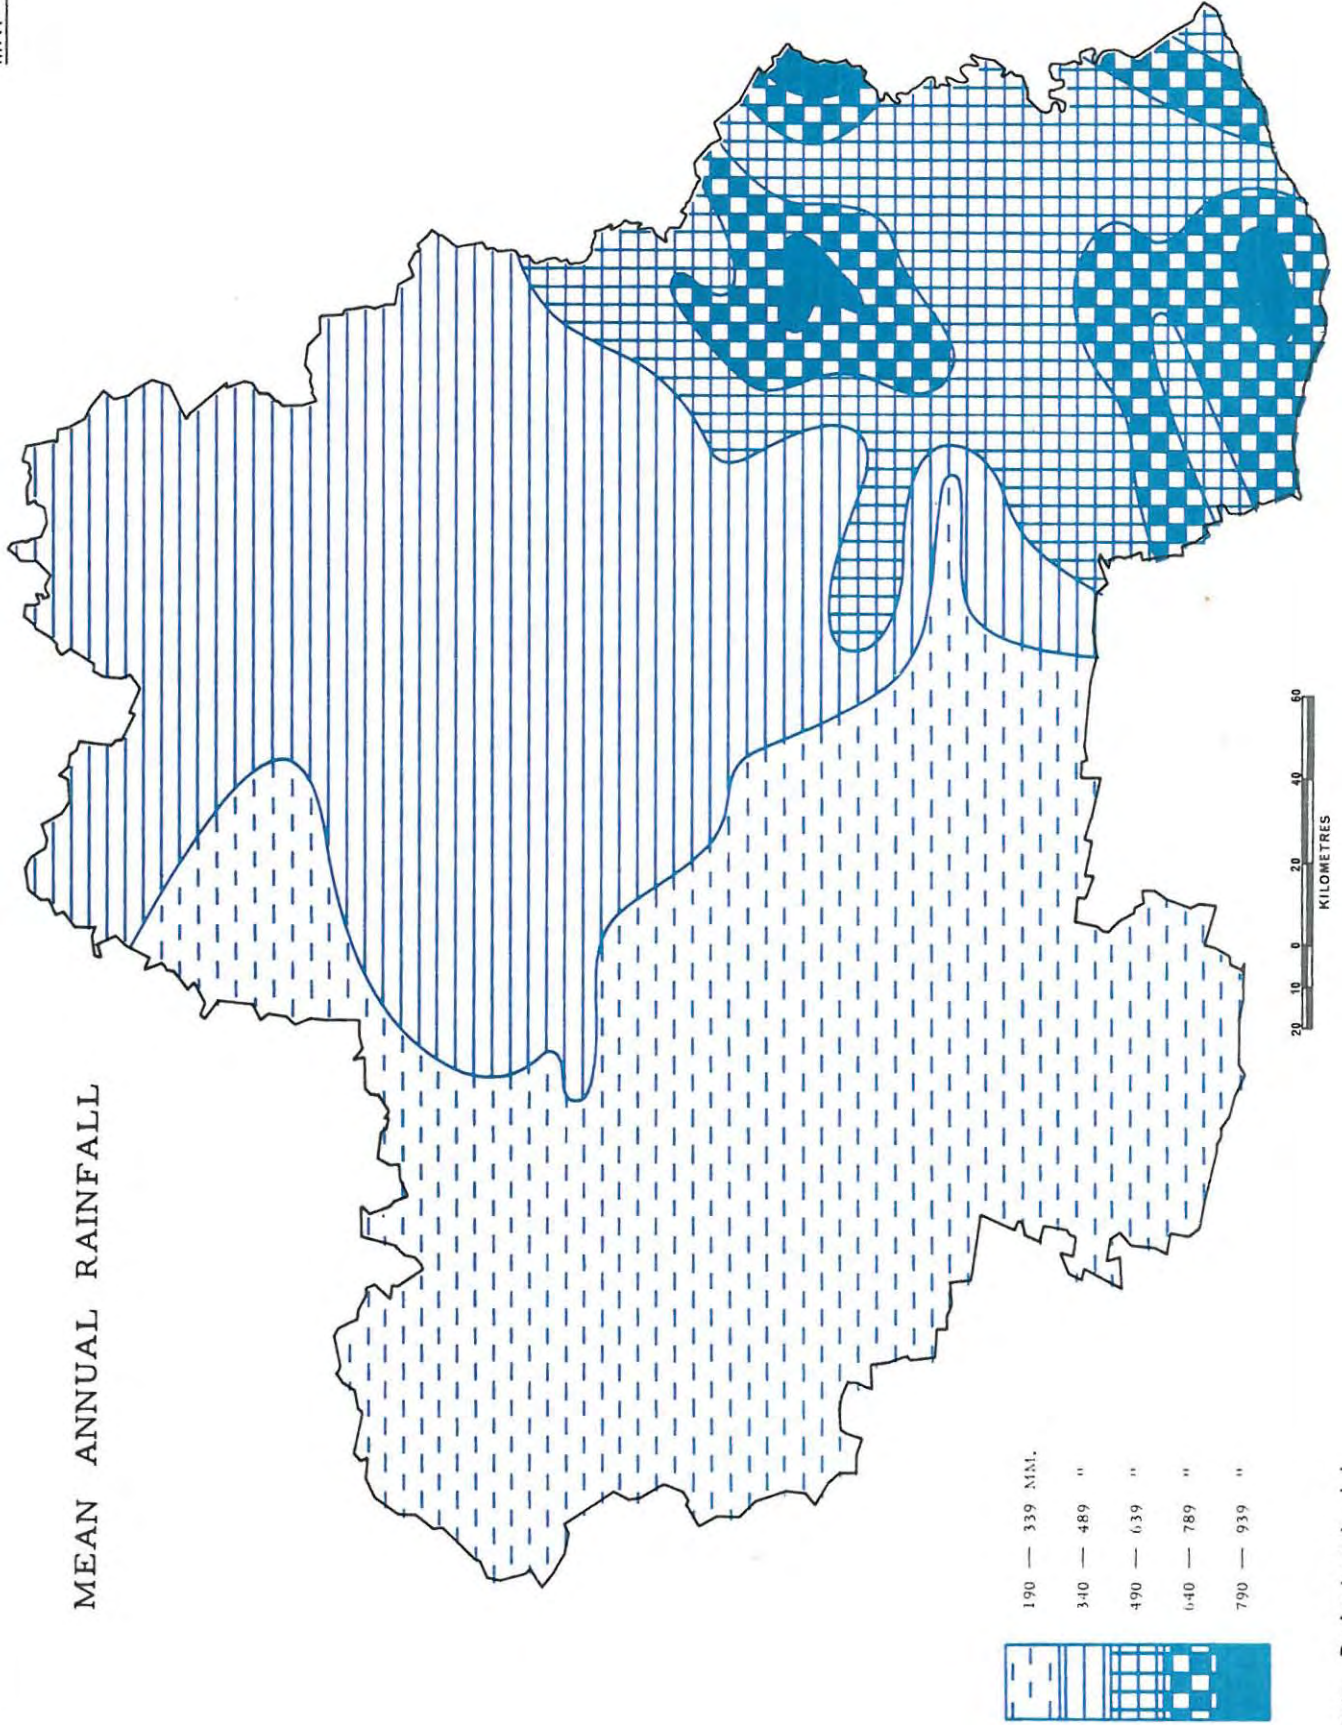 MEAN ANNUAL RAINFALL
190 — 339 MM.
340 — 489 "
490 — 639 "
640 — 789 "
790 — 939 "
20 10 0 20 40 60
KILOMETRES